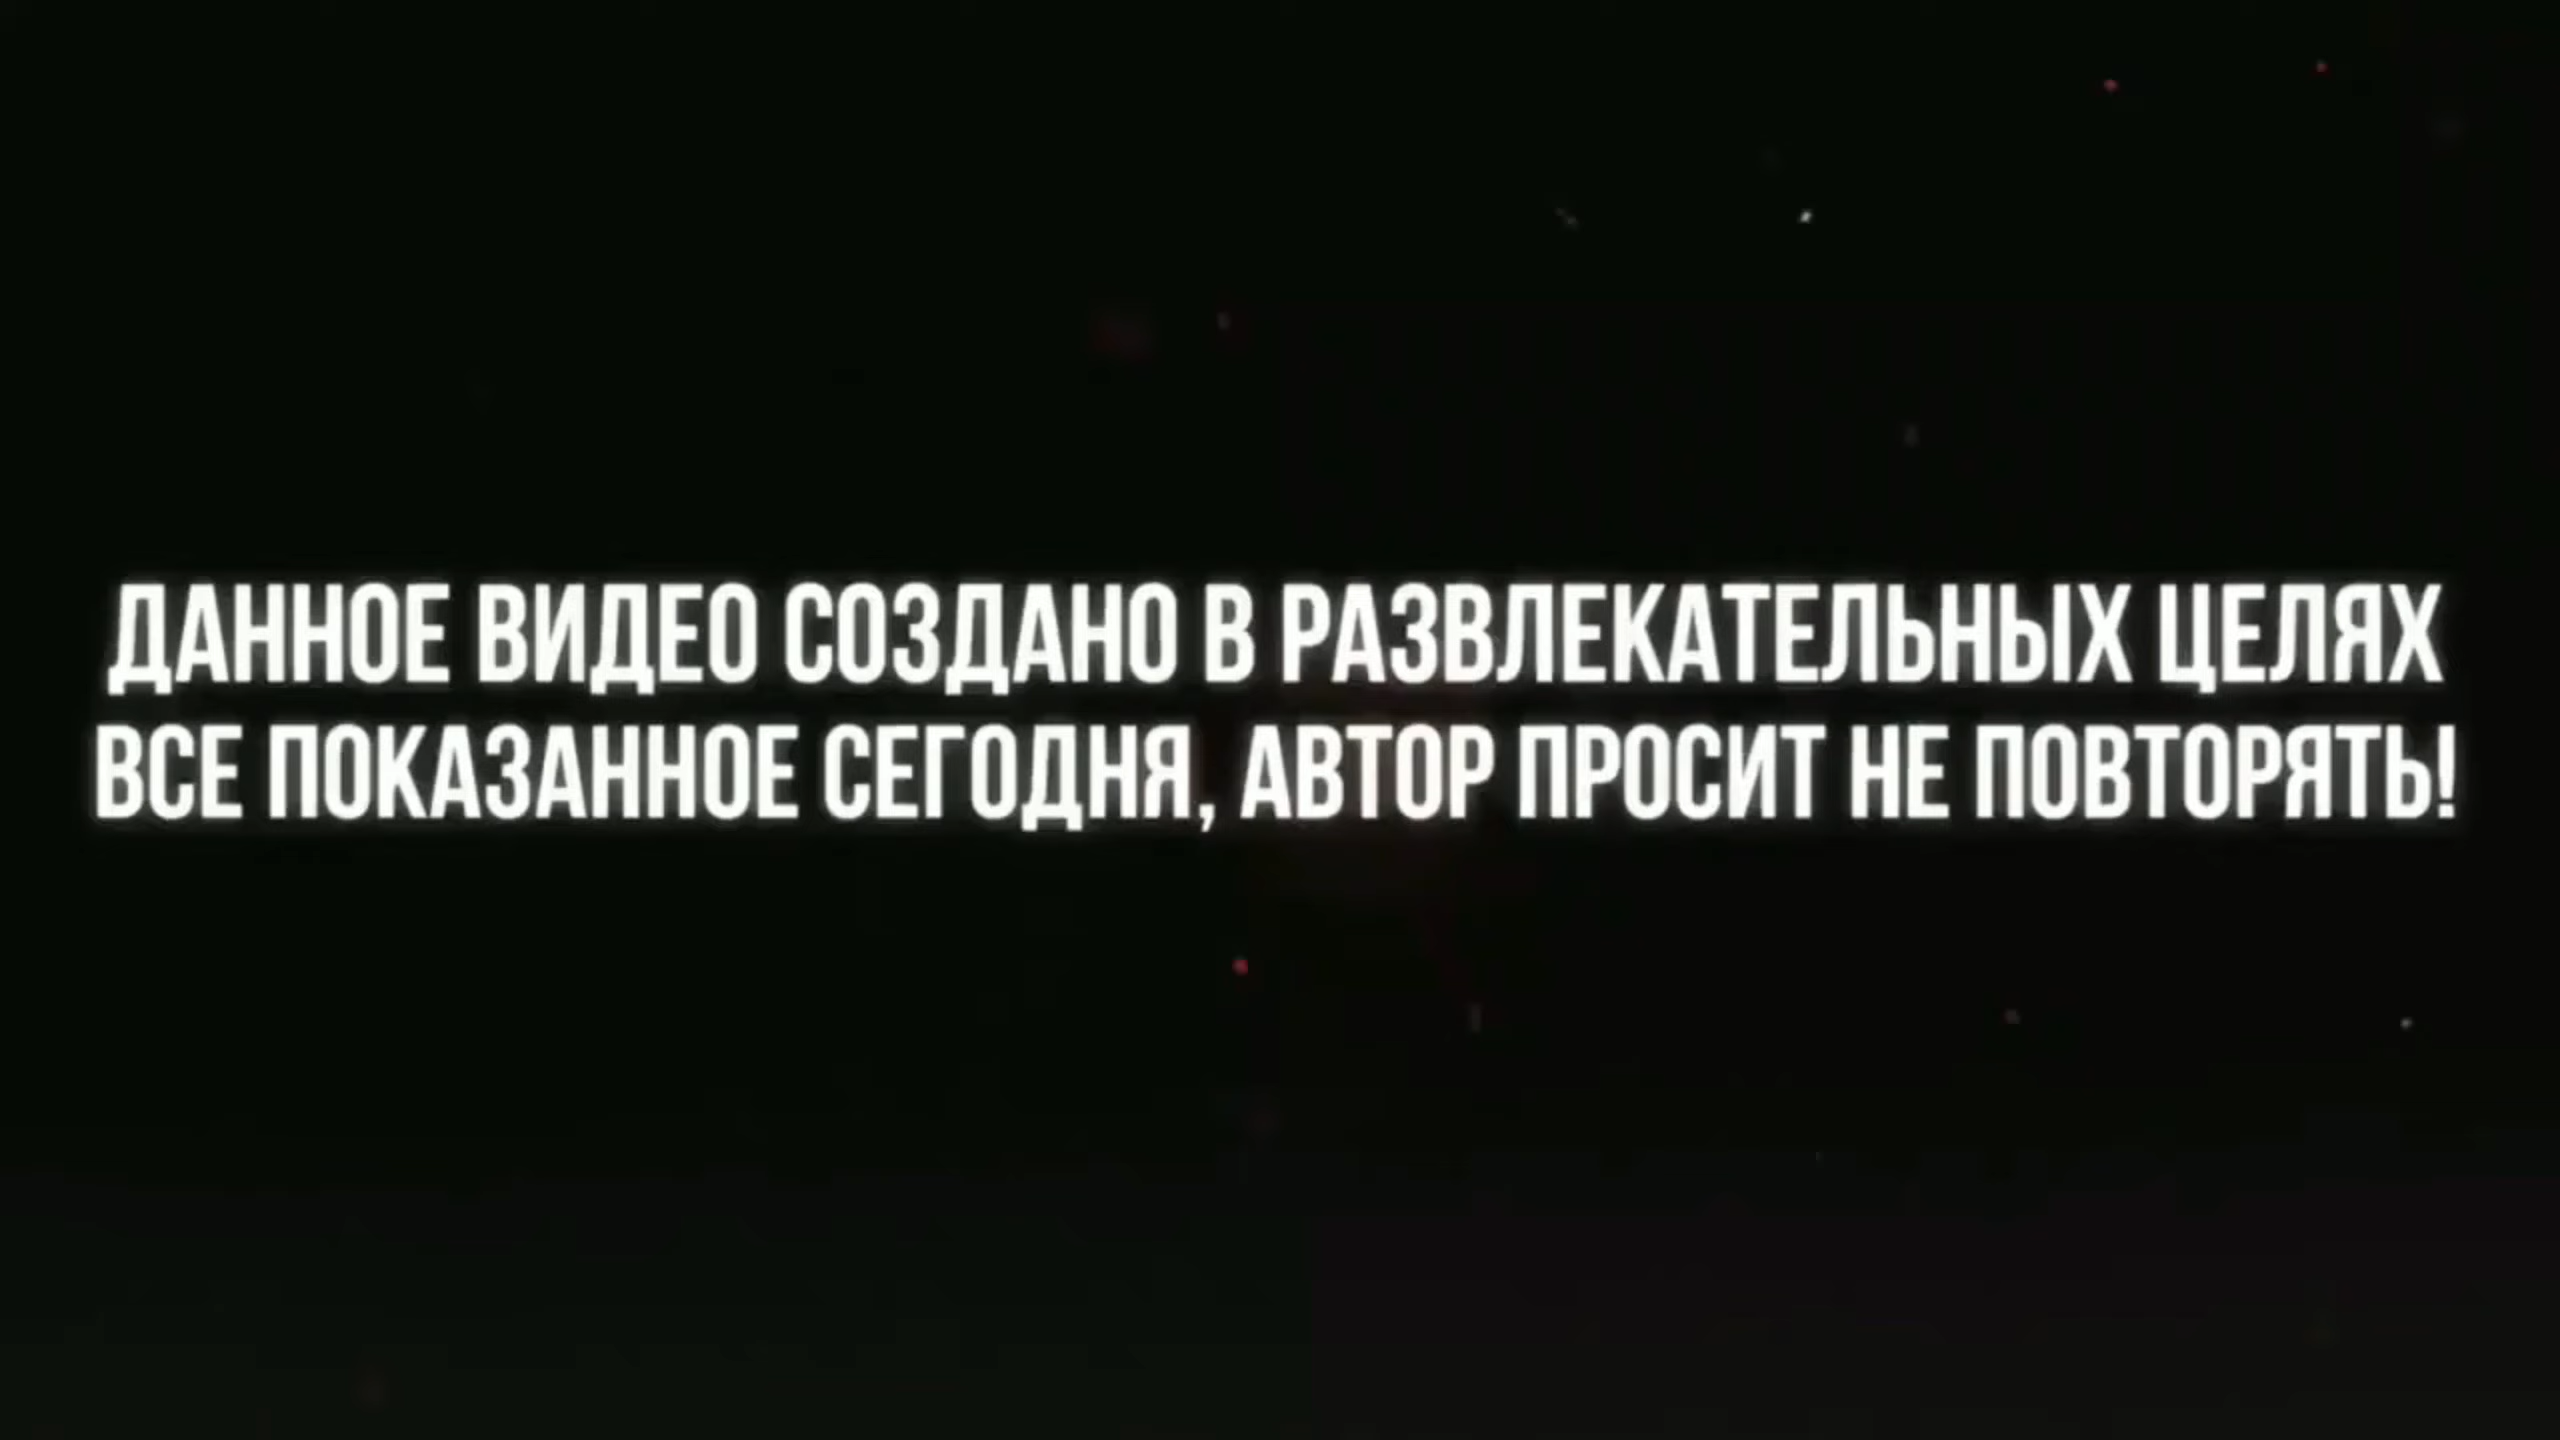 ДАННОЕ ВИДЕО СОЗДАНО В РАЗВЛЕКАТЕЛЬНЫХ ЦЕЛЯХ
ВСЕ ПОКАЗАННОЕ СЕГОДНЯ, АВТОР ПРОСИТ НЕ ПОВТОРЯТЬ!